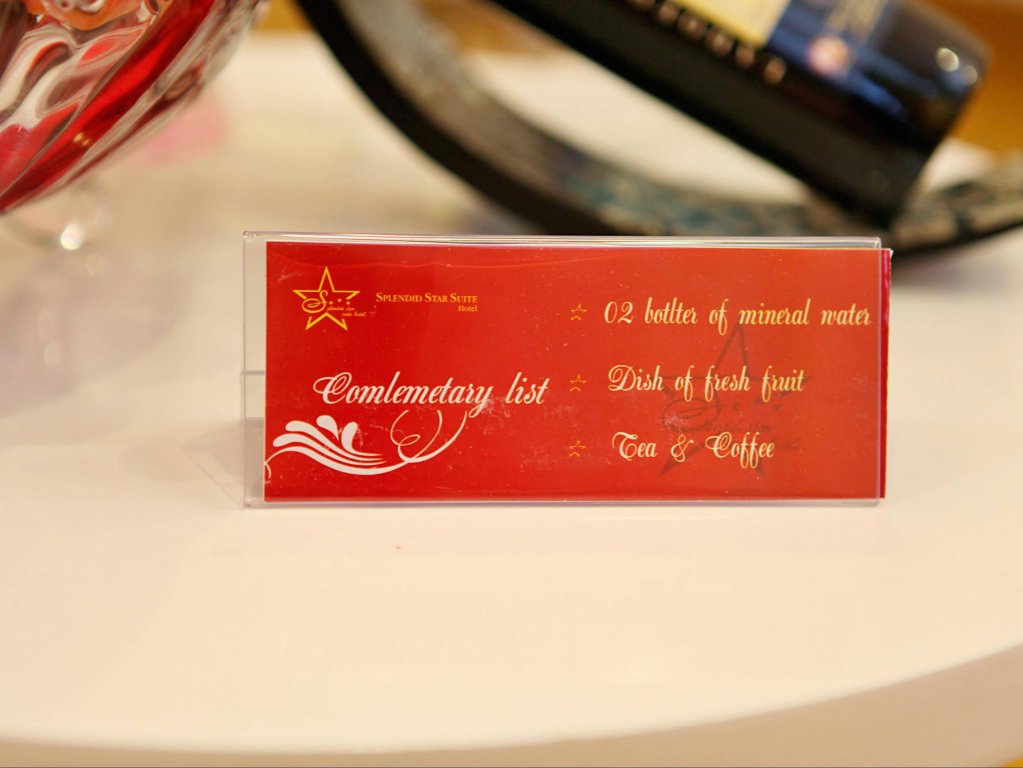 SPLENDID STAR SUITE
Hotel
Comlemetary list
02 botlter of mineral water
Dish of fresh fruit
Tea & Coffee